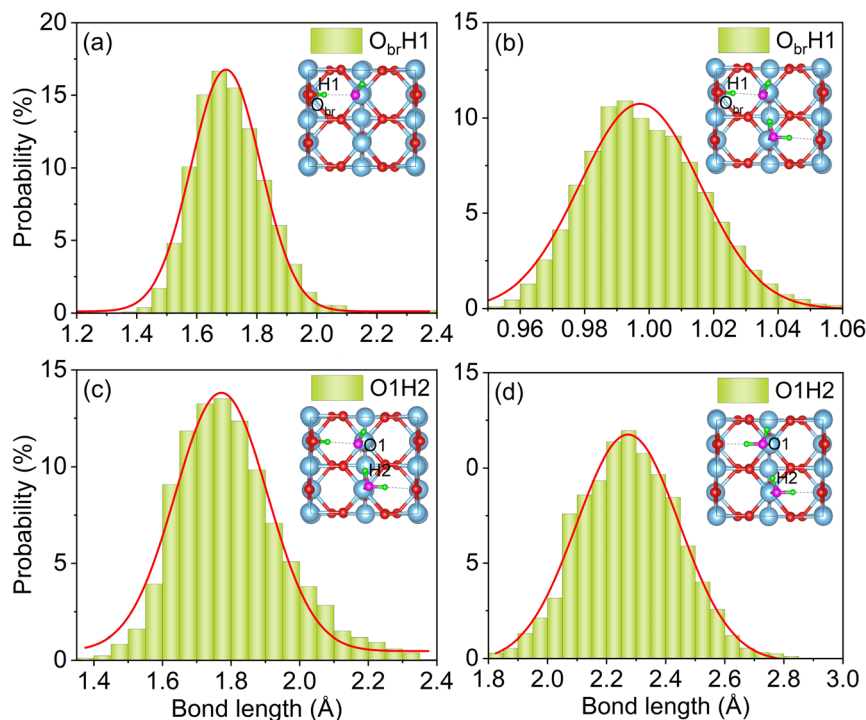 (a)
20
15
10
5
0
Probability (%)
ObrH1
H1
Obr
1.2 1.4 1.6 1.8 2.0 2.2 2.4
(b)
15
10
5
0
ObrH1
H1
Obr
0.96 0.98 1.00 1.02 1.04 1.06
(c)
15
10
5
0
Probability (%)
O1H2
O1
H2
1.4 1.6 1.8 2.0 2.2 2.4
Bond length (Å)
(d)
15
0
5
0
O1H2
O1
H2
1.8 2.0 2.2 2.4 2.6 2.8 3.0
Bond length (Å)